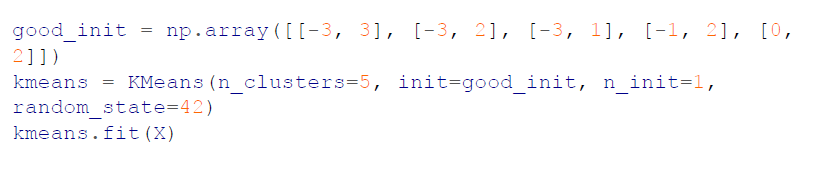 good_init = np.array([[-3, 3], [-3, 2], [-3, 1], [-1, 2], [0,
2]])
kmeans = KMeans(n_clusters=5, init=good_init, n_init=1,
random_state=42)
kmeans.fit(X)